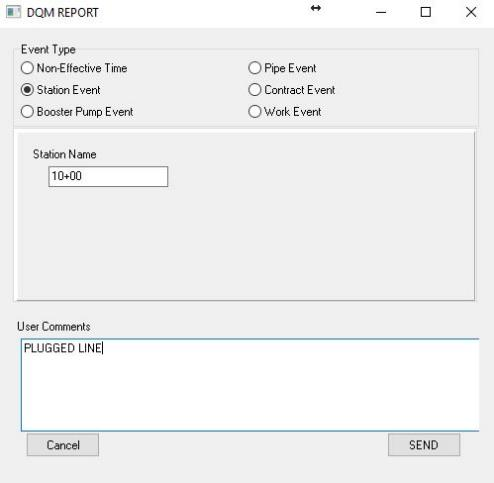 DQM REPORT
Event Type
Non-Effective Time
Pipe Event
Station Event
Contract Event
Booster Pump Event
Work Event
Station Name
10+00
User Comments
PLUGGED LINE
Cancel
SEND